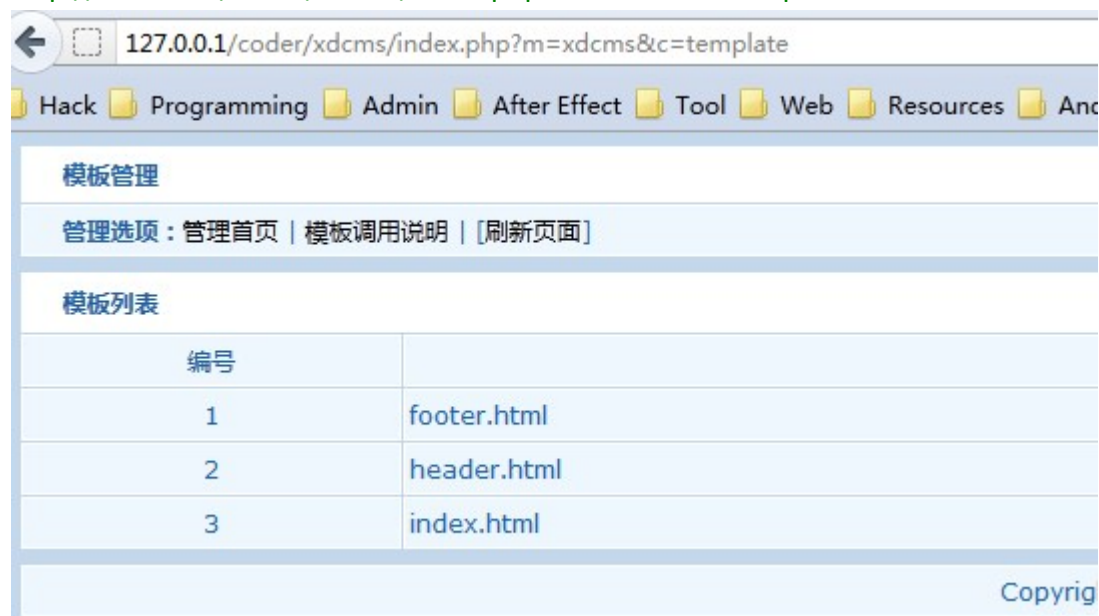 127.0.0.1/coder/xdcms/index.php?m=xdcms&c=template
Hack Programming Admin After Effect Tool Web Resources
模板管理
管理选项：管理首页 | 模板调用说明 | [刷新页面]
模板列表
编号
1 footer.html
2 header.html
3 index.html